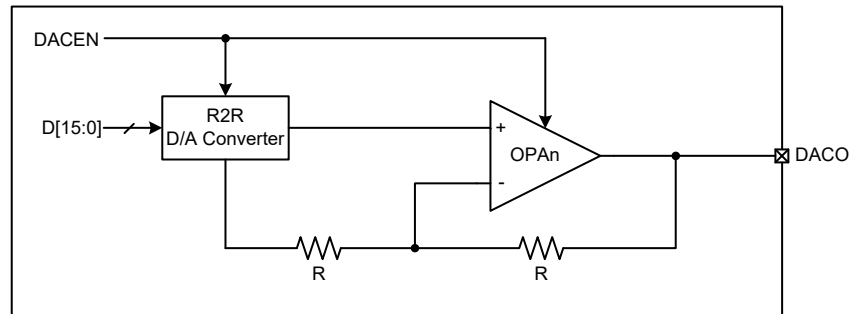 DACEN
D[15:0]
R2R
D/A Converter
+
OPAn
-
DACO
R
R